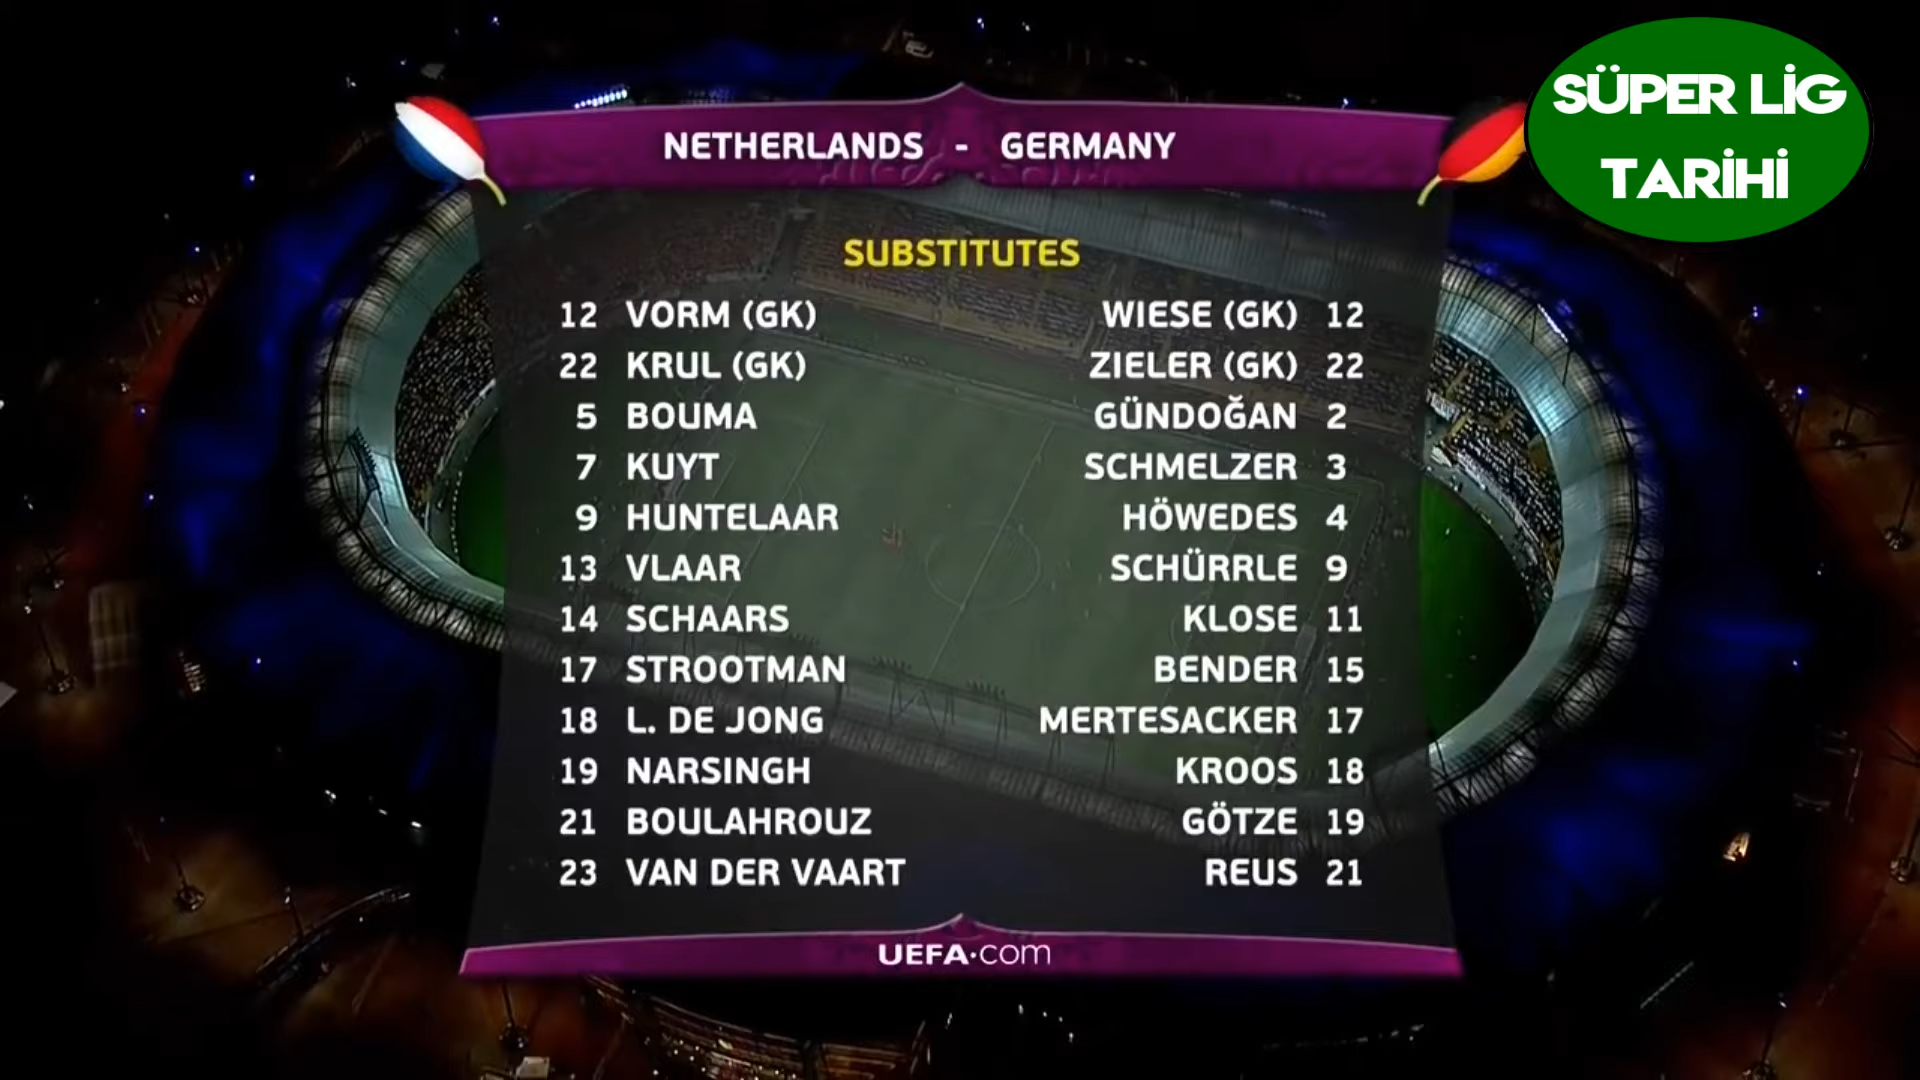 SÜPER LİG
TARİHİ
NETHERLANDS - GERMANY
SUBSTITUTES
12 VORM (GK) WIESE (GK) 12
22 KRUL (GK) ZIELER (GK) 22
5 BOUMA GÜNDOĞAN 2
7 KUYT SCHMELZER 3
9 HUNTELAAR HÖWEDES 4
13 VLAAR SCHÜRRLE 9
14 SCHAARS KLOSE 11
17 STROOTMAN BENDER 15
18 L. DE JONG MERTESACKER 17
19 NARSINGH KROOS 18
21 BOULAHROUZ GÖTZE 19
23 VAN DER VAART REUS 21
UEFA·com